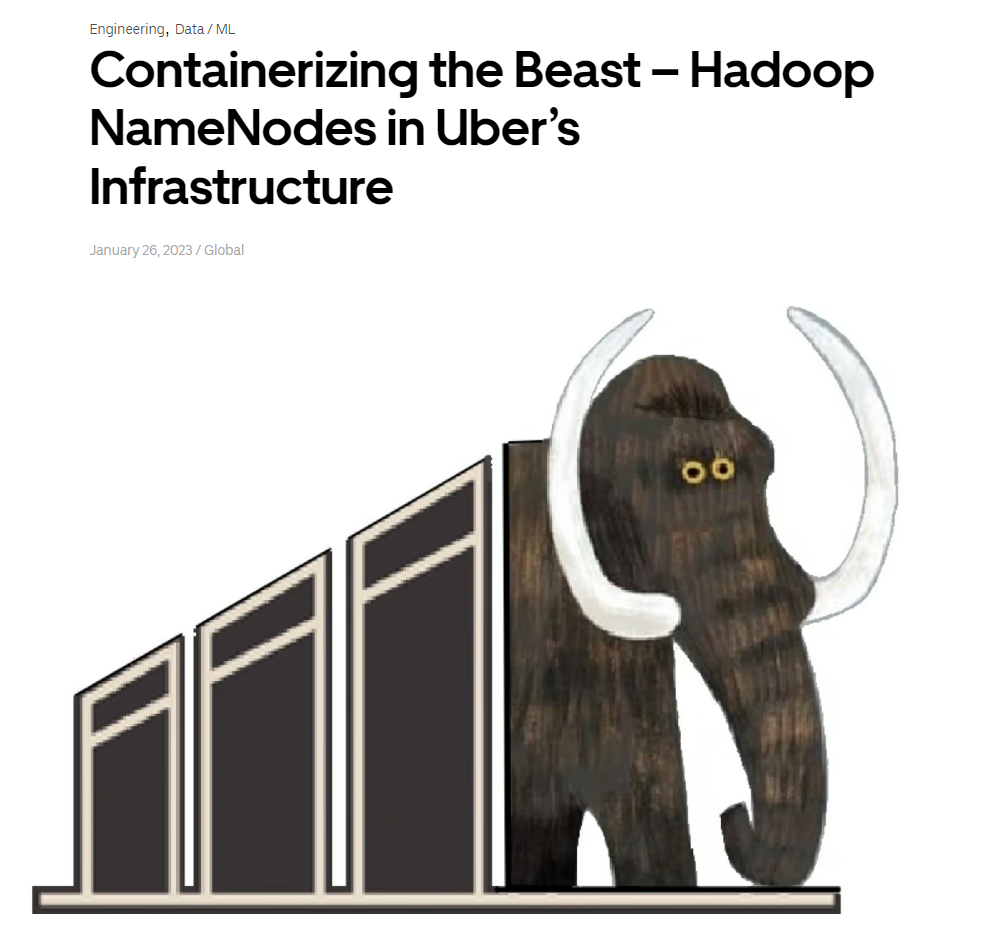 Engineering, Data / ML
Containerizing the Beast – Hadoop
NameNodes in Uber’s
Infrastructure
January 26, 2023 / Global